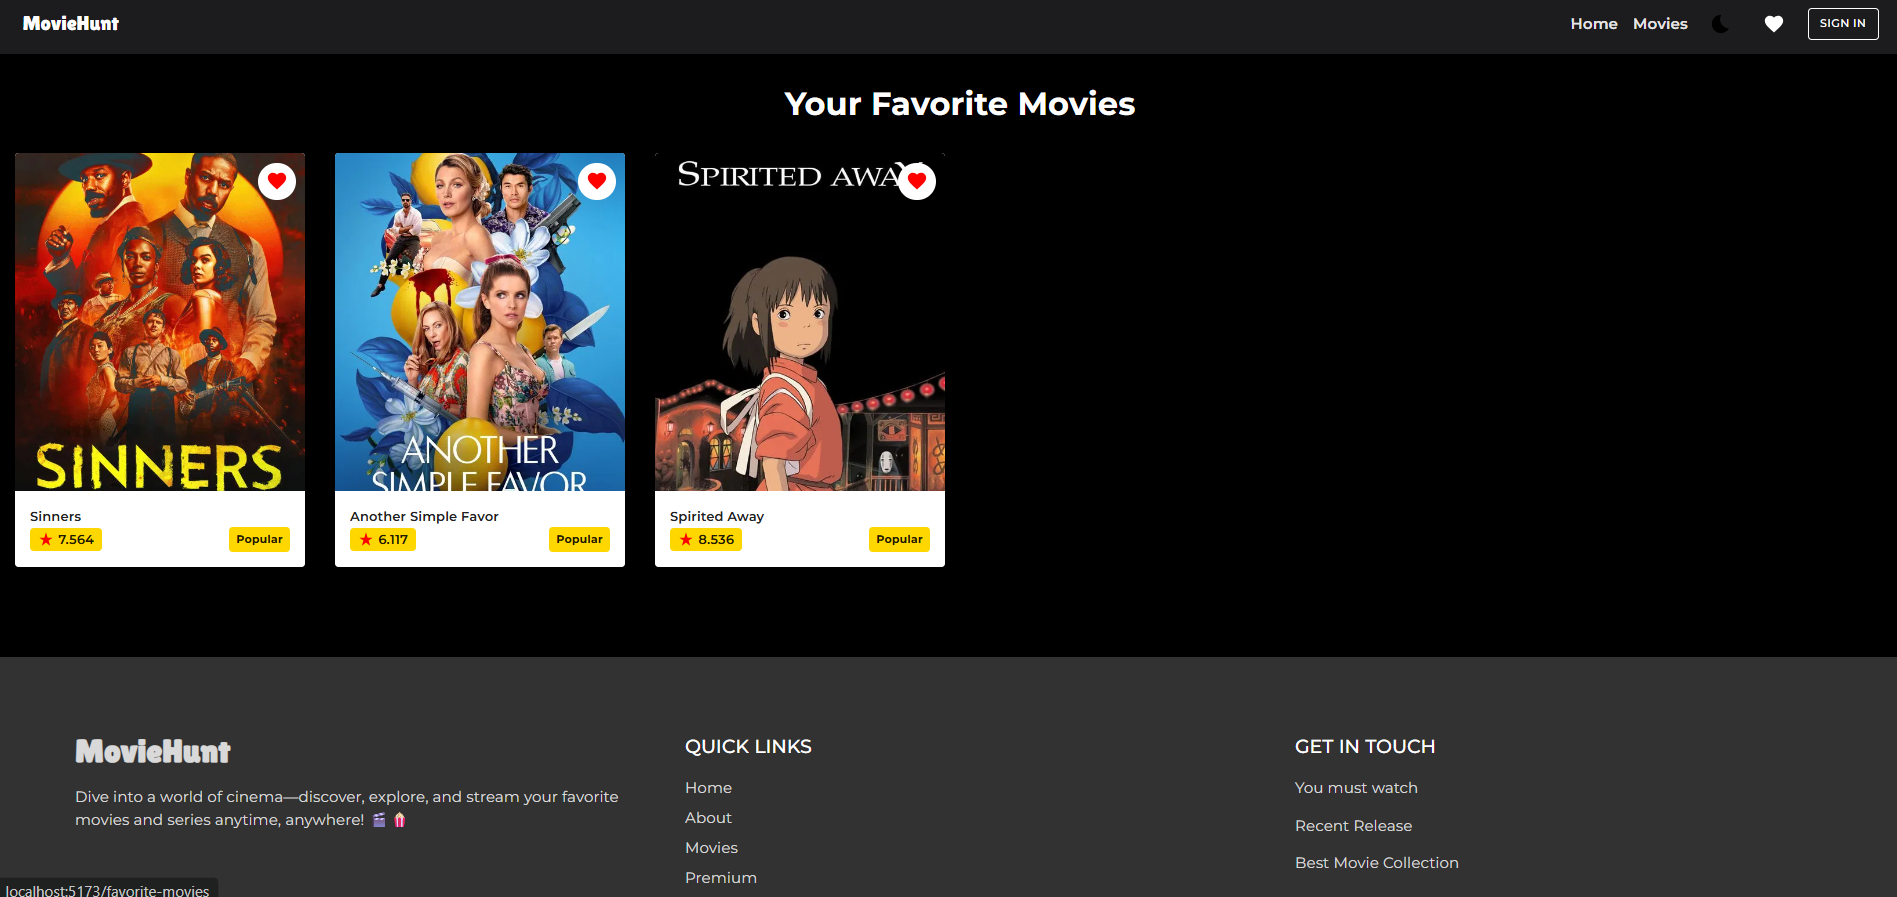 MovieHunt
Home Movies SIGN IN
Your Favorite Movies
SINNERS
ANOTHER
SIMPLE FAVOR
SPIRITED AWAY
Sinners
7.564 Popular
Another Simple Favor
6.117 Popular
Spirited Away
8.536 Popular
MovieHunt
Dive into a world of cinema—discover, explore, and stream your favorite
movies and series anytime, anywhere! 🎬 🍿
QUICK LINKS
Home
About
Movies
Premium
GET IN TOUCH
You must watch
Recent Release
Best Movie Collection
localhost:5173/favorite-movies